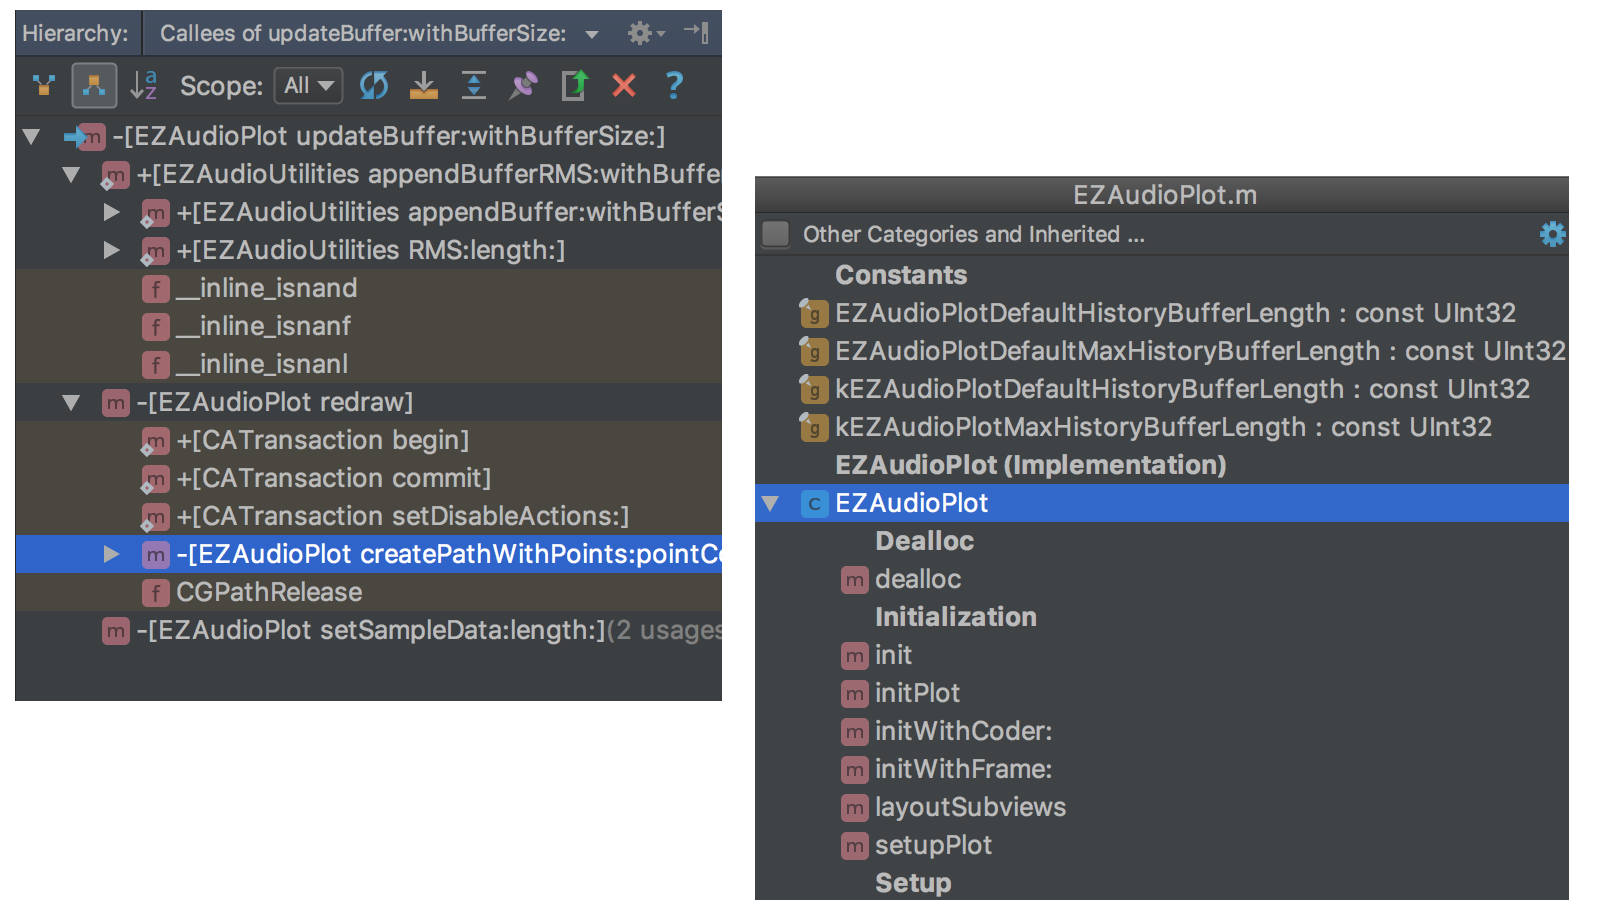 Hierarchy: Callees of updateBuffer:withBufferSize:
a
z
Scope: All
?
m -[EZAudioPlot updateBuffer:withBufferSize:]
m +[EZAudioUtilities appendBufferRMS:withBuffe
m +[EZAudioUtilities appendBuffer:withBufferS
m +[EZAudioUtilities RMS:length:]
f __inline_isnand
f __inline_isnanf
f __inline_isnanl
m -[EZAudioPlot redraw]
m +[CATransaction begin]
m +[CATransaction commit]
m +[CATransaction setDisableActions:]
m -[EZAudioPlot createPathWithPoints:pointCo
f CGPathRelease
m -[EZAudioPlot setSampleData:length:](2 usages
EZAudioPlot.m
Other Categories and Inherited ...
Constants
g EZAudioPlotDefaultHistoryBufferLength : const UInt32
g EZAudioPlotDefaultMaxHistoryBufferLength : const UInt32
g kEZAudioPlotDefaultHistoryBufferLength : const UInt32
g kEZAudioPlotMaxHistoryBufferLength : const UInt32
EZAudioPlot (Implementation)
C EZAudioPlot
Dealloc
m dealloc
Initialization
m init
m initPlot
m initWithCoder:
m initWithFrame:
m layoutSubviews
m setupPlot
Setup